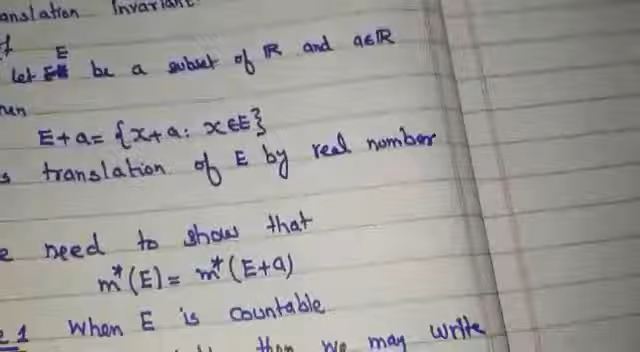 Translation Invariant
Let E be a subset of ℝ and a∈ℝ
E+a = {x+a : x∈E}
translation of E by real number
need to show that
m*(E) = m*(E+a)
1 When E is countable
then we may write